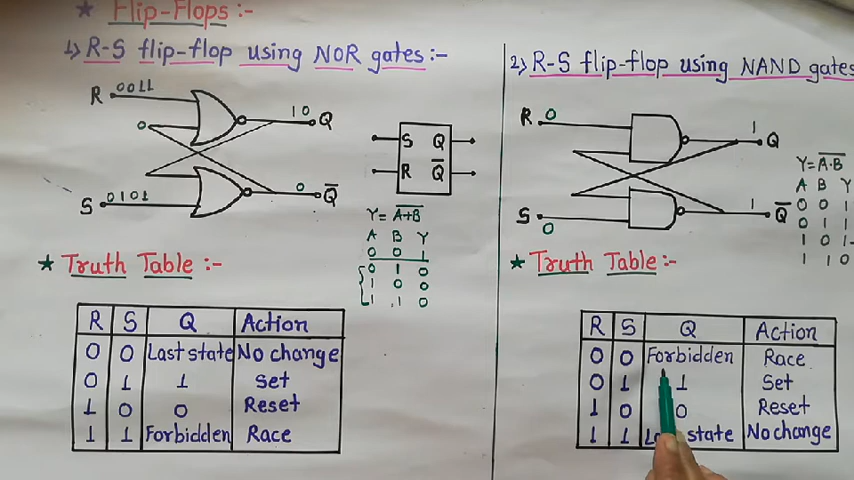 ★ Flip-Flops :-
1) R-S flip-flop using NOR gates :-
R 0011
1 0 Q
0
S 0101
0 Q̅
S Q
R Q̅
Y = \overline{A+B}
A B Y
0 0 1
0 1 0
1 0 0
1 1 0
★ Truth Table :-
R S Q Action
0 0 Last state No change
0 1 1 Set
1 0 0 Reset
1 1 Forbidden Race
2) R-S flip-flop using NAND gates
R 0
1 Q
S 0
1 Q̅
Y = \overline{A·B}
A B Y
0 0 1
0 1 1
1 0 1
1 1 0
★ Truth Table :-
R S Q Action
0 0 Forbidden Race
0 1 1 Set
1 0 0 Reset
1 1 state No change